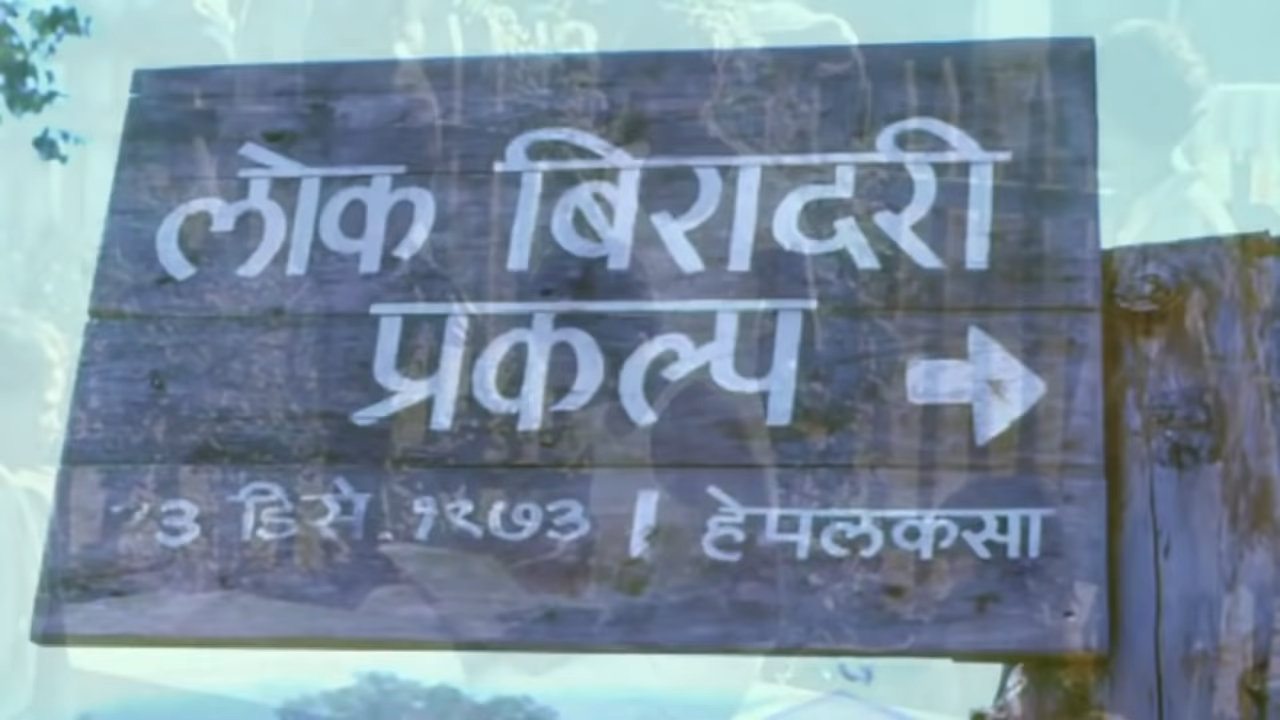 लोक बिरादरी
प्रकल्प
२३ डिसे. १९७३ | हेमलकसा